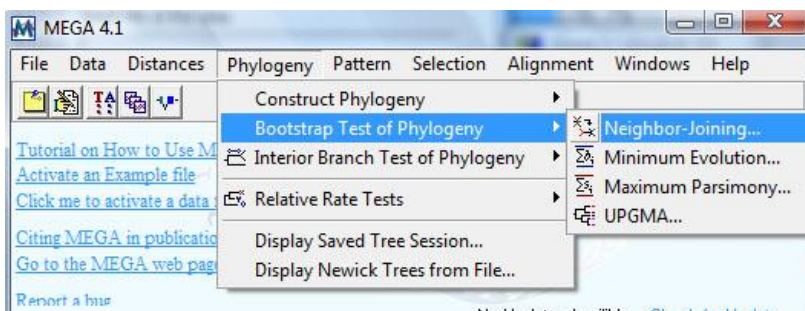 MEGA 4.1
File Data Distances Phylogeny Pattern Selection Alignment Windows Help
Construct Phylogeny
Bootstrap Test of Phylogeny
Neighbor-Joining...
Tutorial on How to Use M
Interior Branch Test of Phylogeny
Minimum Evolution...
Activate an Example file
Click me to activate a data
Relative Rate Tests
Maximum Parsimony...
UPGMA...
Citing MEGA in publicatio
Display Saved Tree Session...
Go to the MEGA web page
Display Newick Trees from File...
Report a bug